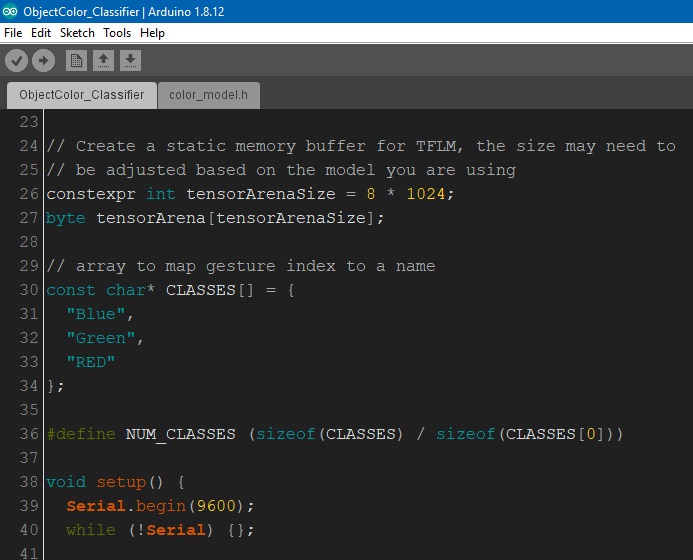 ObjectColor_Classifier | Arduino 1.8.12
File Edit Sketch Tools Help
ObjectColor_Classifier color_model.h
23
24 // Create a static memory buffer for TFLM, the size may need to
25 // be adjusted based on the model you are using
26 constexpr int tensorArenaSize = 8 * 1024;
27 byte tensorArena[tensorArenaSize];
28
29 // array to map gesture index to a name
30 const char* CLASSES[] = {
31 "Blue",
32 "Green",
33 "RED"
34 };
35
36 #define NUM_CLASSES (sizeof(CLASSES) / sizeof(CLASSES[0]))
37
38 void setup() {
39 Serial.begin(9600);
40 while (!Serial) {};
41